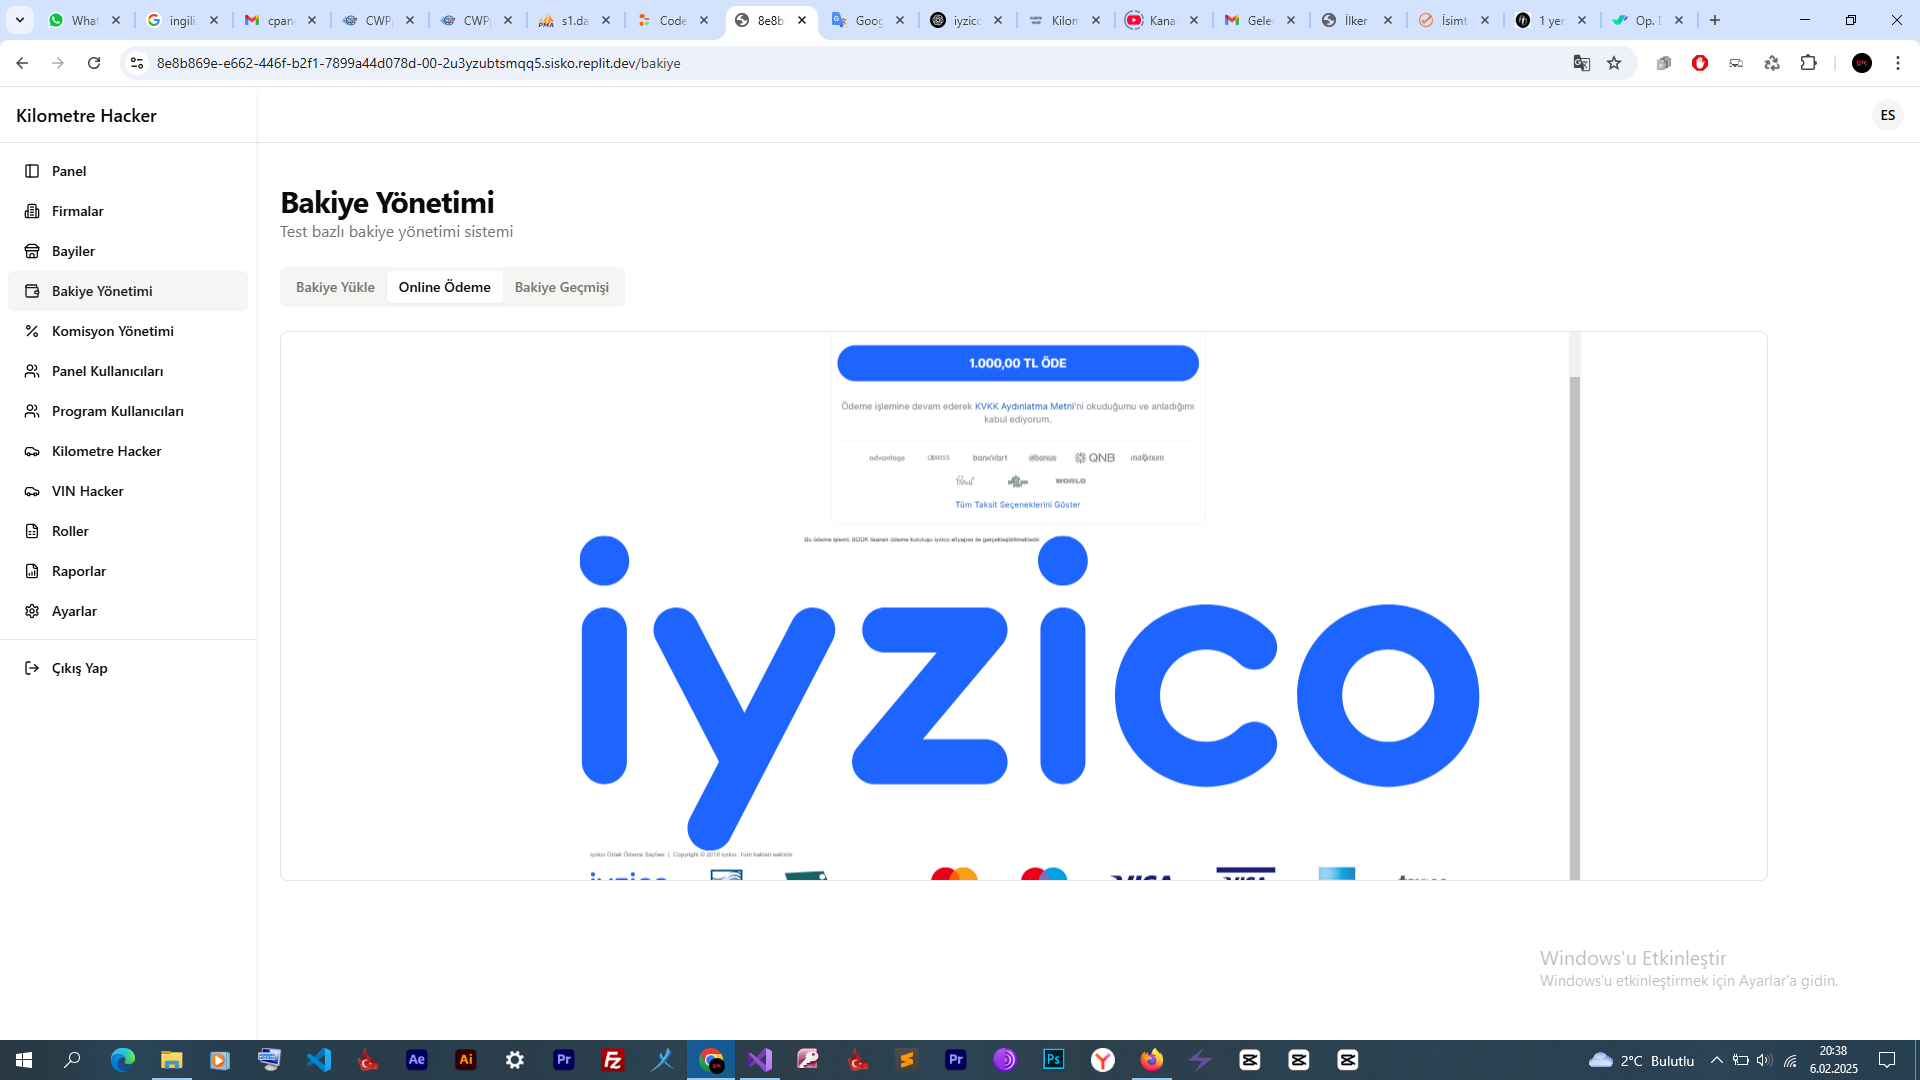 What
ingiliz
cpan
CWP
CWP
s1.da
Code
8e8b
Goog
iyzico
Kilom
Kanal
Gele
İlker
İsimt
1 yer
Op. D
8e8b869e-e662-446f-b2f1-7899a44d078d-00-2u3yzubtsmqq5.sisko.replit.dev/bakiye
Kilometre Hacker
ES
Panel
Firmalar
Bayiler
Bakiye Yönetimi
Komisyon Yönetimi
Panel Kullanıcıları
Program Kullanıcıları
Kilometre Hacker
VIN Hacker
Roller
Raporlar
Ayarlar
Çıkış Yap
Bakiye Yönetimi
Test bazlı bakiye yönetimi sistemi
Bakiye Yükle
Online Ödeme
Bakiye Geçmişi
1.000,00 TL ÖDE
Ödeme işlemine devam ederek KVKK Aydınlatma Metni'ni okuduğumu ve anladığımı
kabul ediyorum.
advantage axess bankkart bonus QNB maximum
Paraf WORLD
Tüm Taksit Seçeneklerini Göster
Bu ödeme işlemi, BDDK lisanslı ödeme kuruluşu iyzico altyapısı ile gerçekleştirilmektedir.
iyzico
iyzico Ortak Ödeme Sayfası | Copyright © 2018 iyzico. Tüm hakları saklıdır.
iyzico VISA VISA
Windows'u Etkinleştir
Windows'u etkinleştirmek için Ayarlar'a gidin.
2°C Bulutlu
20:38
6.02.2025